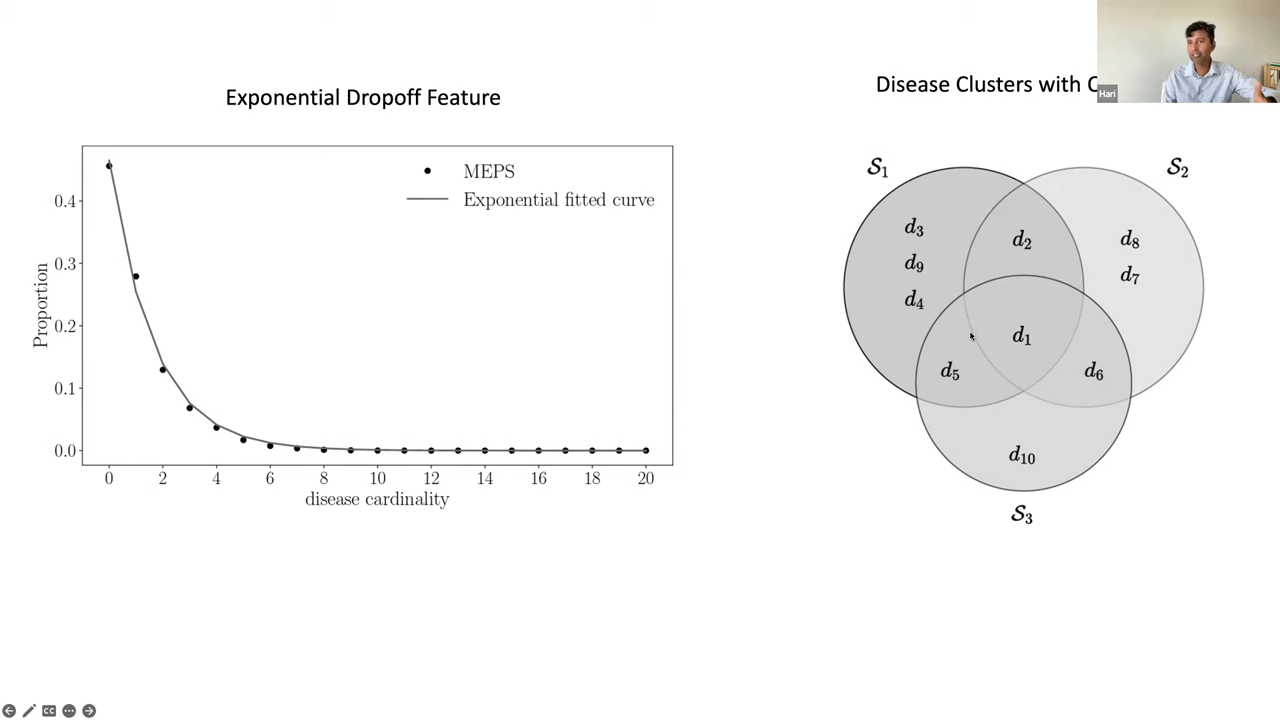 Exponential Dropoff Feature
MEPS
Exponential fitted curve
0.4
0.3
0.2
0.1
0.0
Proportion
0 2 4 6 8 10 12 14 16 18 20
disease cardinality
Disease Clusters with
Hari
S1
S2
d3
d9
d4
d2
d8
d7
d1
d5
d6
d10
S3
CC